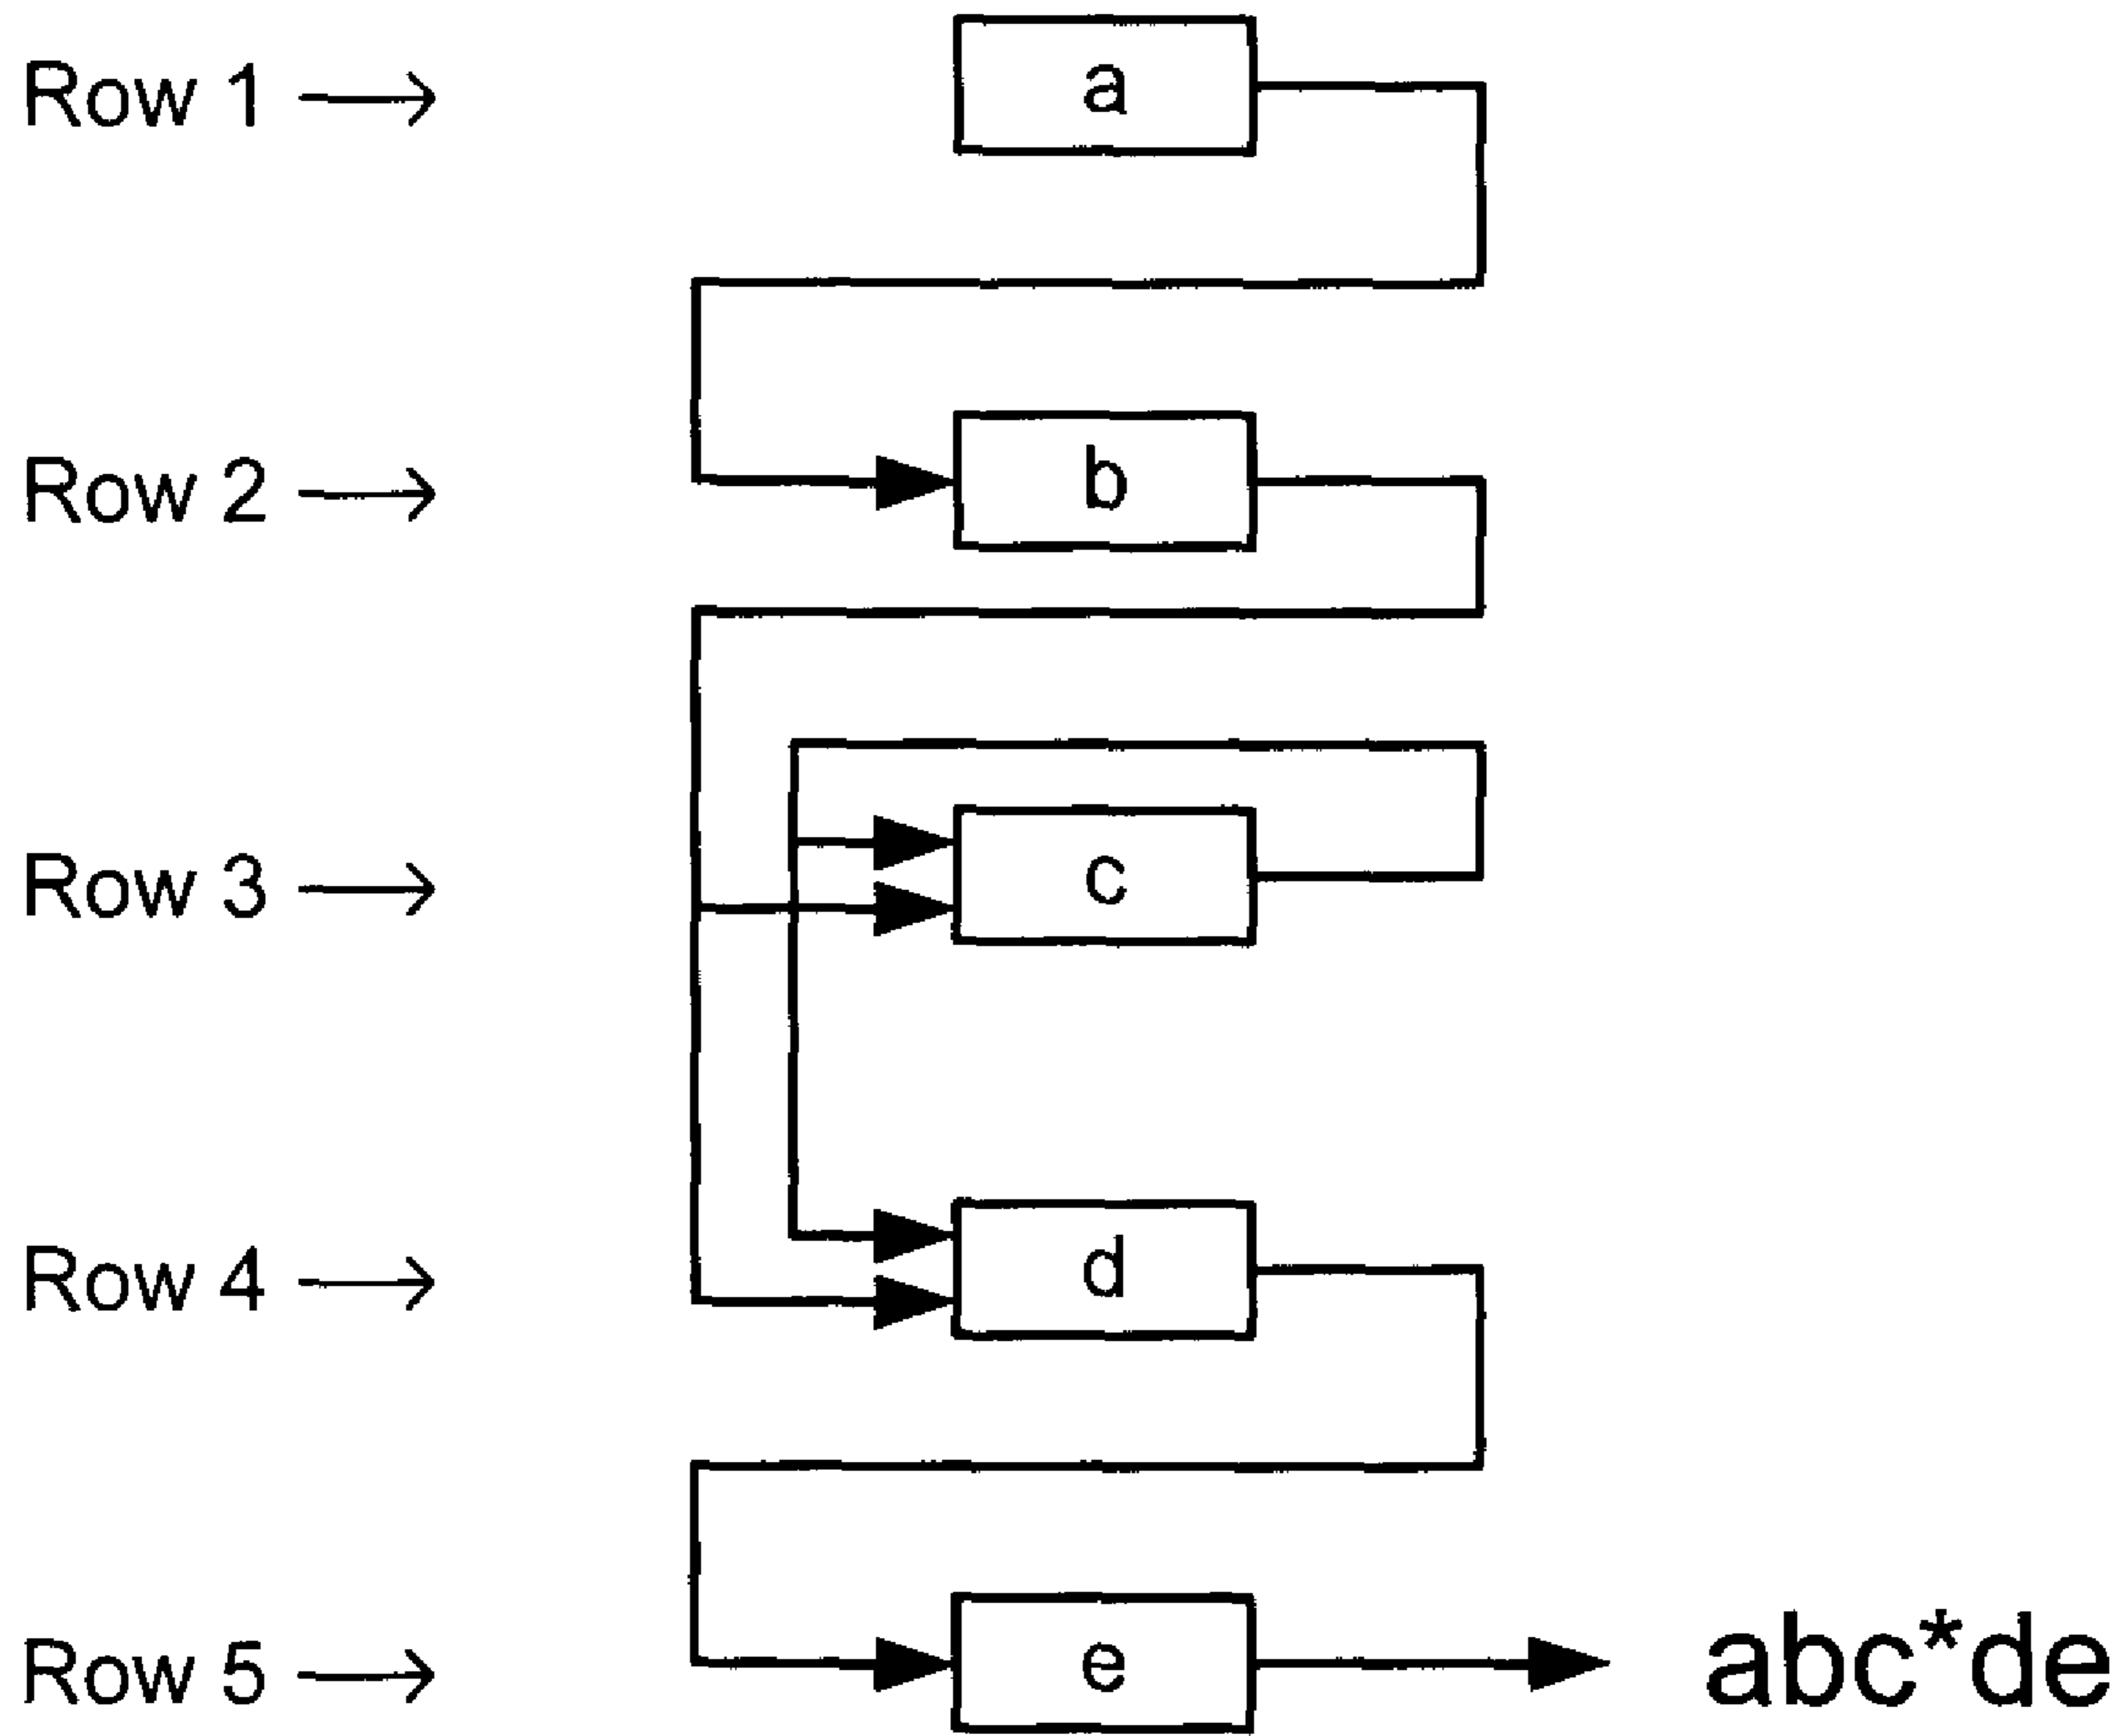 Row 1 → a
Row 2 → b
Row 3 → c
Row 4 → d
Row 5 → e abc*de